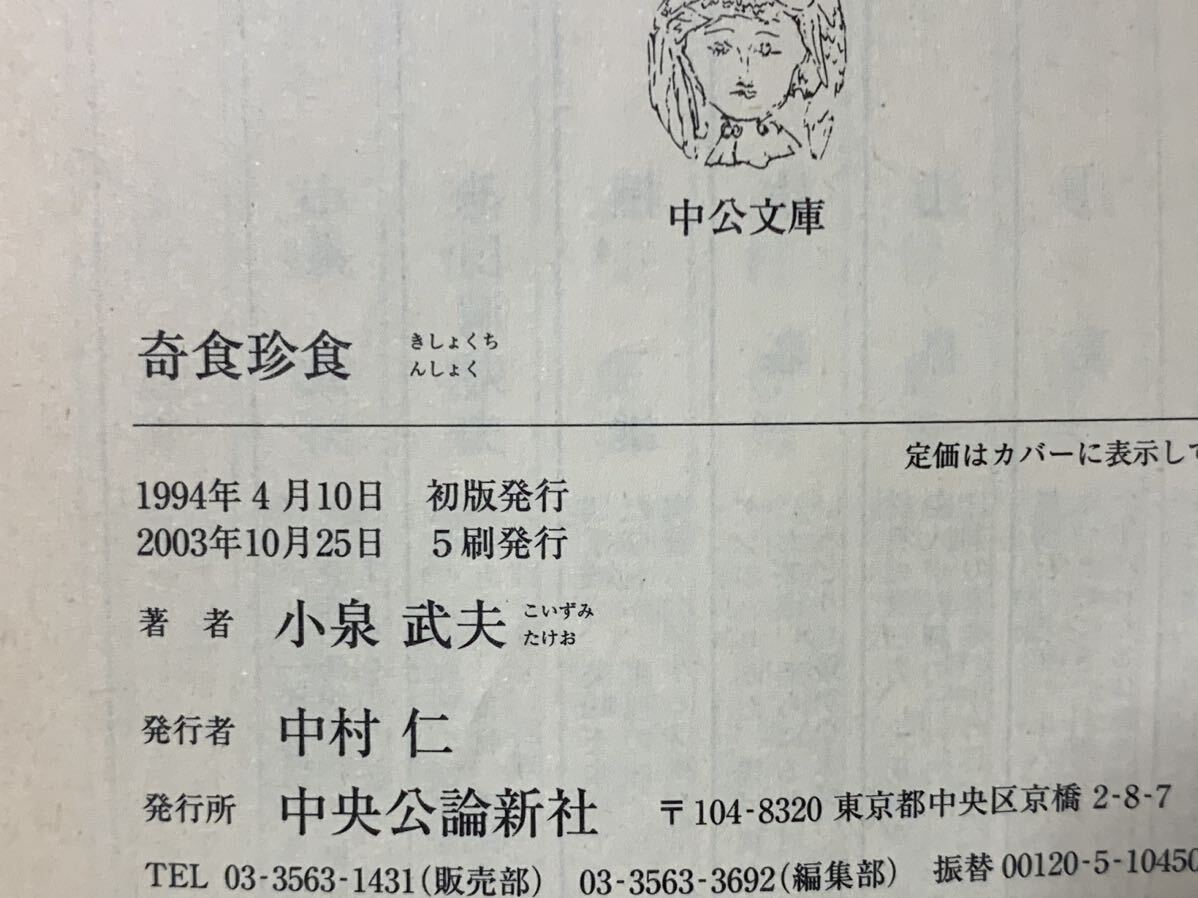 中公文庫
奇食珍食 きしょくち
んしょく
定価はカバーに表示して
1994年4月10日 初版発行
2003年10月25日 5刷発行
著者 小泉 武夫 こいずみ
たけお
発行者 中村 仁
発行所 中央公論新社 〒104-8320 東京都中央区京橋 2-8-7
TEL 03-3563-1431(販売部) 03-3563-3692(編集部) 振替 00120-5-10450